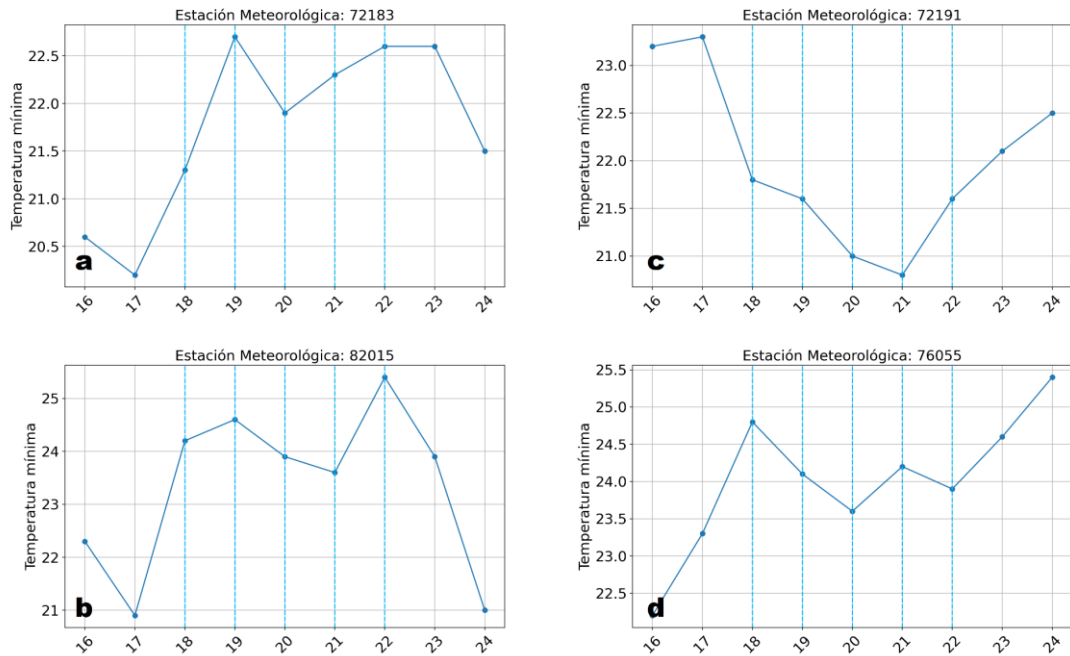 Estación Meteorológica: 72183
Temperatura mínima
22.5
22.0
21.5
21.0
20.5
a
16 17 18 19 20 21 22 23 24
Estación Meteorológica: 72191
Temperatura mínima
23.0
22.5
22.0
21.5
21.0
c
16 17 18 19 20 21 22 23 24
Estación Meteorológica: 82015
Temperatura mínima
25
24
23
22
21
b
16 17 18 19 20 21 22 23 24
Estación Meteorológica: 76055
Temperatura mínima
25.5
25.0
24.5
24.0
23.5
23.0
22.5
d
16 17 18 19 20 21 22 23 24